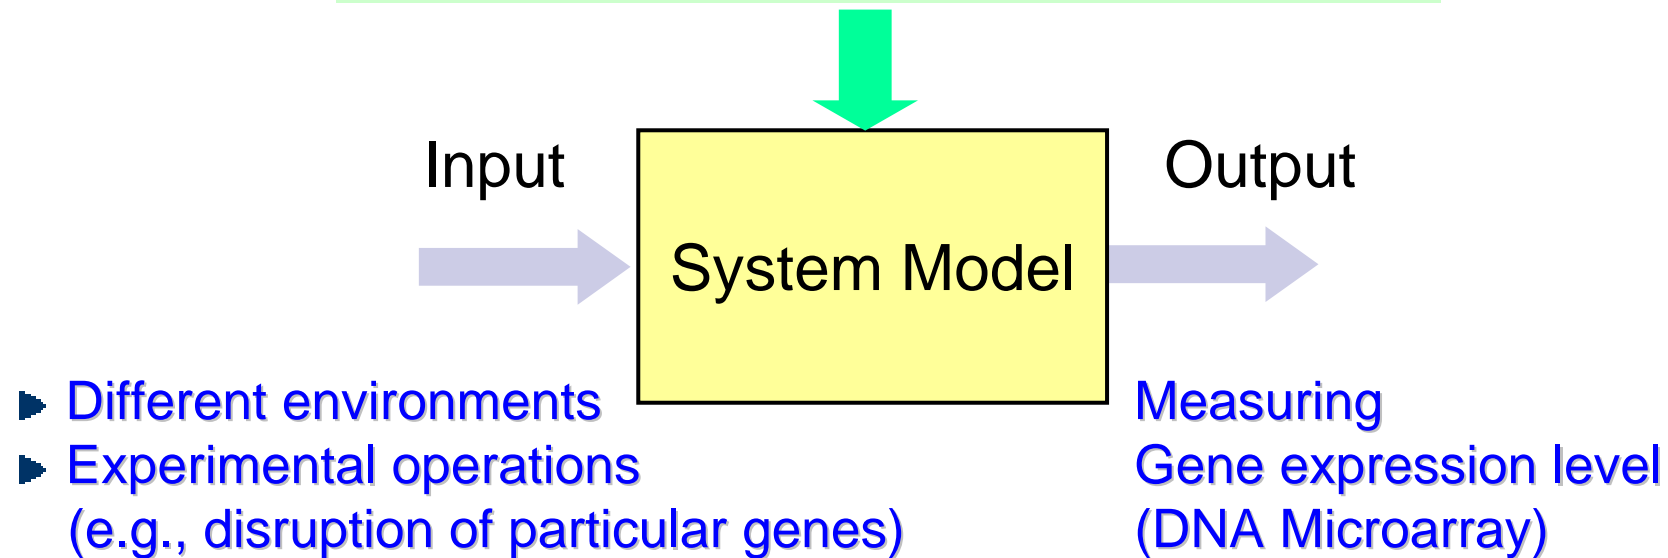 Input
Output
System Model
Different environments
Experimental operations
(e.g., disruption of particular genes)
Measuring
Gene expression level
(DNA Microarray)